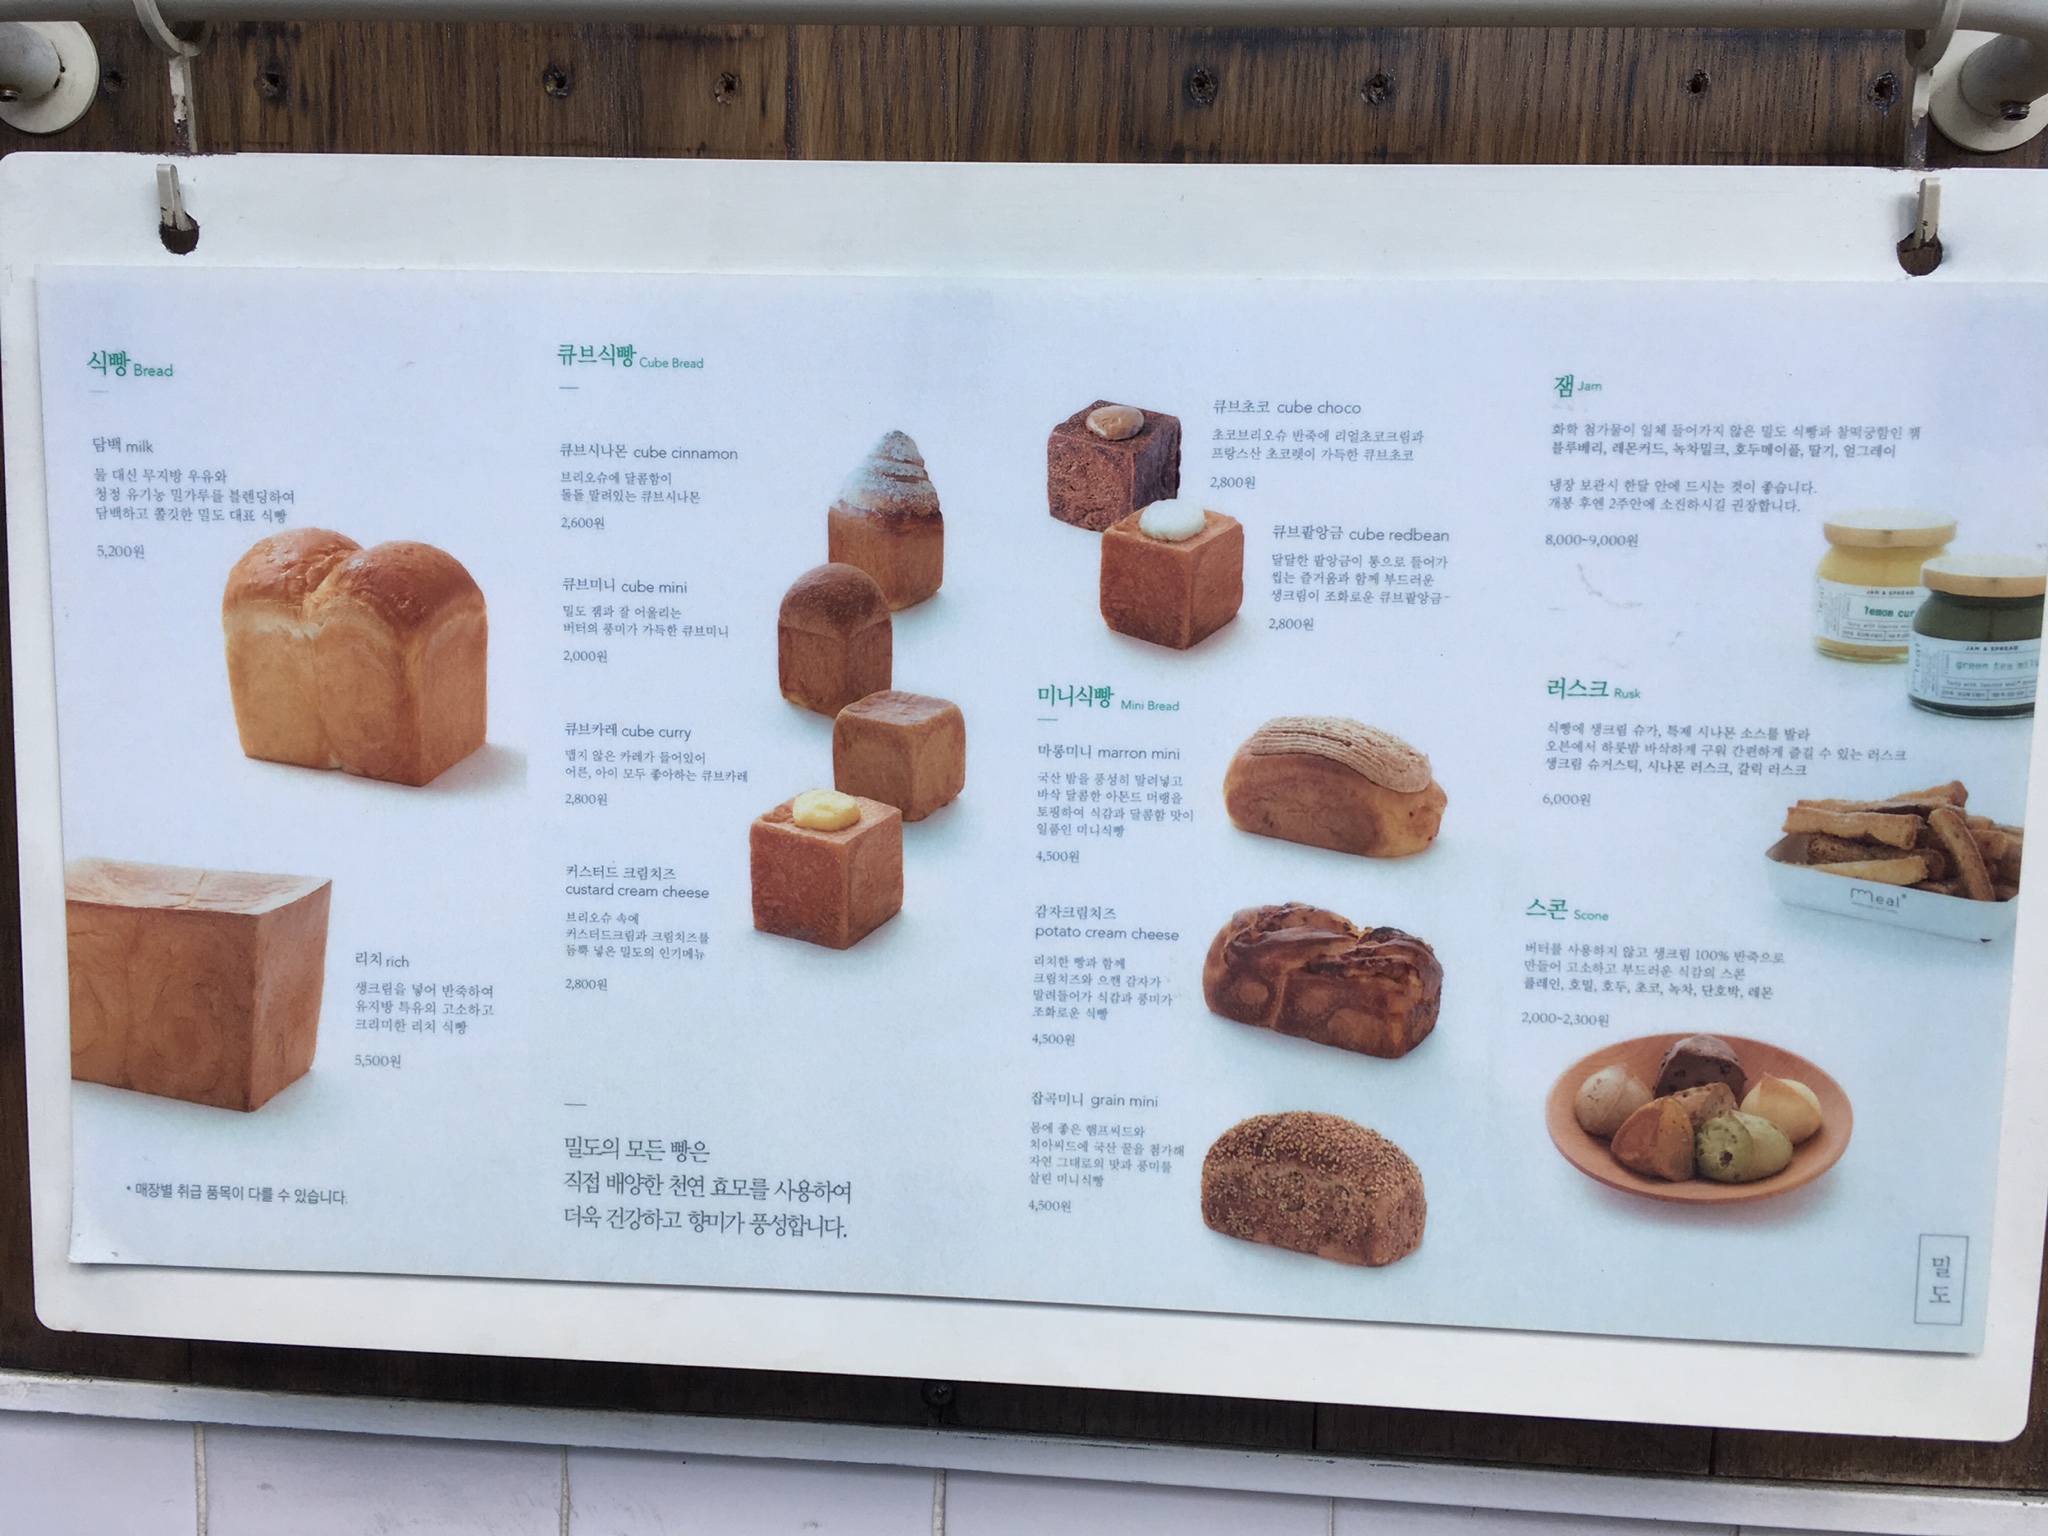 식빵 Bread
담백 milk
물 대신 무지방 우유와
청정 유기농 밀가루를 블렌딩하여
담백하고 쫄깃한 밀도 대표 식빵
5,200원
리치 rich
생크림을 넣어 반죽하여
유지방 특유의 고소하고
크리미한 리치 식빵
5,500원
* 매장별 취급 품목이 다를 수 있습니다.
큐브식빵 Cube Bread
큐브시나몬 cube cinnamon
브리오슈에 달콤함이
돌돌 말려있는 큐브시나몬
2,600원
큐브미니 cube mini
밀도 잼과 잘 어울리는
버터의 풍미가 가득한 큐브미니
2,000원
큐브카레 cube curry
맵지 않은 카레가 들어있어
어른, 아이 모두 좋아하는 큐브카레
2,800원
커스터드 크림치즈
custard cream cheese
브리오슈 속에
커스터드크림과 크림치즈를
듬뿍 넣은 밀도의 인기메뉴
2,800원
밀도의 모든 빵은
직접 배양한 천연 효모를 사용하여
더욱 건강하고 향미가 풍성합니다.
큐브초코 cube choco
초코브리오슈 반죽에 리얼초코크림과
프랑스산 초코렛이 가득한 큐브초코
2,800원
큐브팥앙금 cube redbean
달달한 팥앙금이 통으로 들어가
씹는 즐거움과 함께 부드러운
생크림이 조화로운 큐브팥앙금
2,800원
미니식빵 Mini Bread
마롱미니 marron mini
국산 밤을 풍성히 말려넣고
바삭 달콤한 아몬드 머랭을
토핑하여 식감과 달콤함 맛이
일품인 미니식빵
4,500원
감자크림치즈
potato cream cheese
리치한 빵과 함께
크림치즈와 으깬 감자가
말려들어가 식감과 풍미가
조화로운 식빵
4,500원
잡곡미니 grain mini
몸에 좋은 햄프씨드와
치아씨드에 국산 꿀을 첨가해
자연 그대로의 맛과 풍미를
살린 미니식빵
4,500원
잼 Jam
화학 첨가물이 일체 들어가지 않은 밀도 식빵과 찰떡궁합인 잼
블루베리, 레몬커드, 녹차밀크, 호두메이플, 딸기, 얼그레이
냉장 보관시 한달 안에 드시는 것이 좋습니다.
개봉 후엔 2주안에 소진하시길 권장합니다.
8,000~9,000원
JAM & SPREAD
lemon cur
JAM & SPREAD
green tea mil
러스크 Rusk
식빵에 생크림 슈가, 특제 시나몬 소스를 발라
오븐에서 하룻밤 바삭하게 구워 간편하게 즐길 수 있는 러스크
생크림 슈거스틱, 시나몬 러스크, 갈릭 러스크
6,000원
meal°
스콘 Scone
버터를 사용하지 않고 생크림 100% 반죽으로
만들어 고소하고 부드러운 식감의 스콘
플레인, 호밀, 호두, 초코, 녹차, 단호박, 레몬
2,000~2,300원
밀도